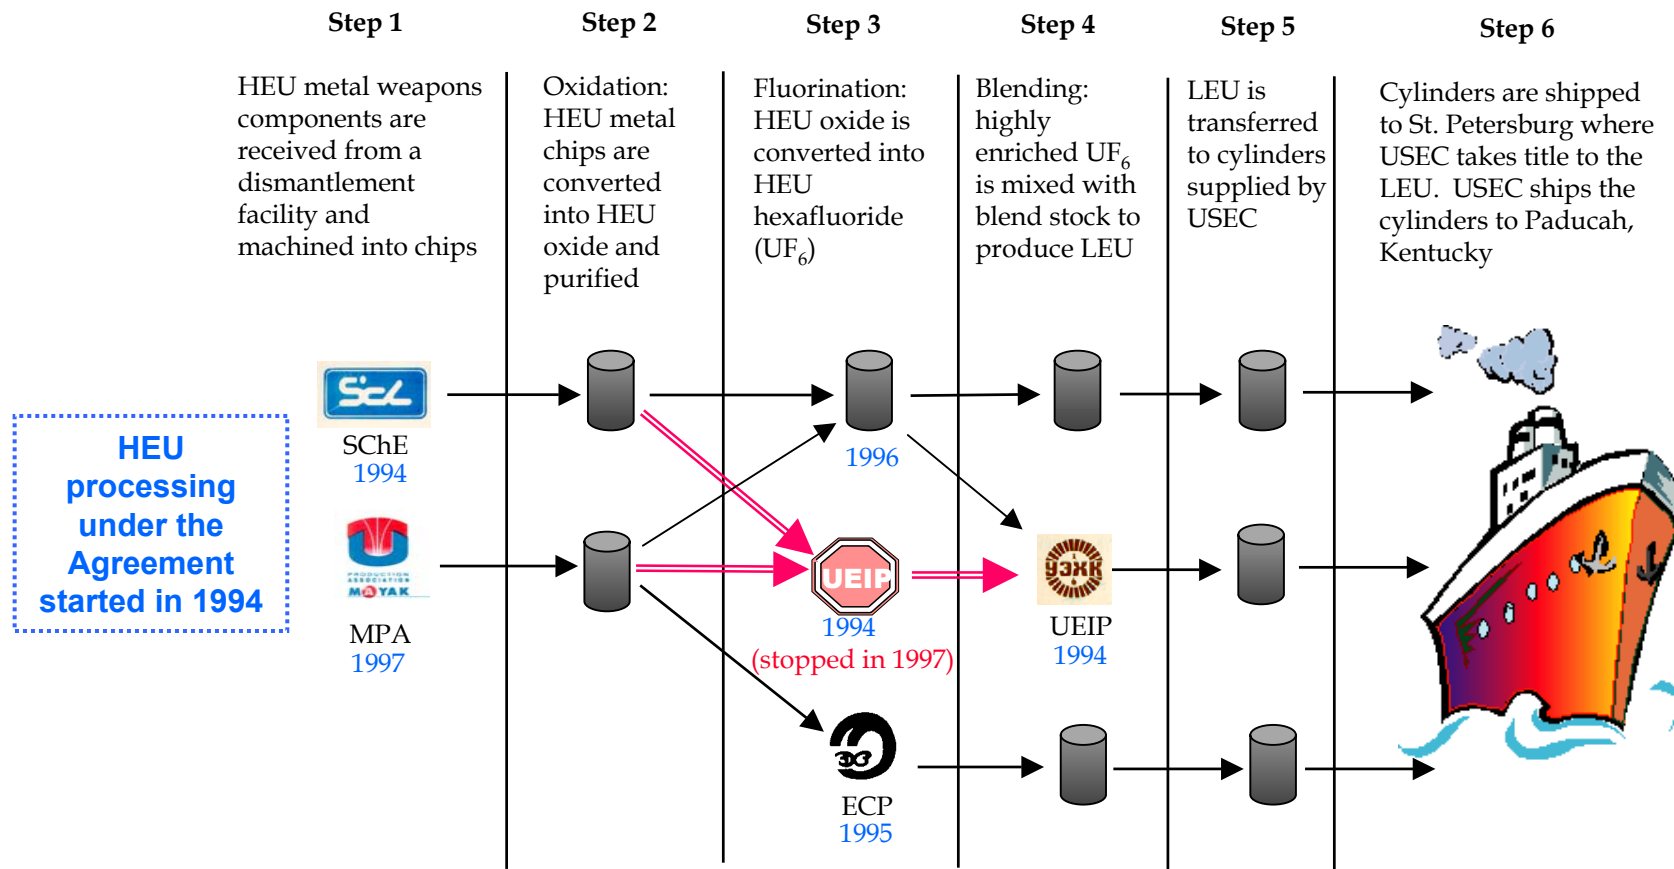 Step 1
Step 2
Step 3
Step 4
Step 5
Step 6
HEU metal weapons
components are
received from a
dismantlement
facility and
machined into chips
Oxidation:
HEU metal
chips are
converted
into HEU
oxide and
purified
Fluorination:
HEU oxide is
converted into
HEU
hexafluoride
(UF₆)
Blending:
highly
enriched UF₆
is mixed with
blend stock to
produce LEU
LEU is
transferred
to cylinders
supplied by
USEC
Cylinders are shipped
to St. Petersburg where
USEC takes title to the
LEU. USEC ships the
cylinders to Paducah,
Kentucky
HEU
processing
under the
Agreement
started in 1994
SChE
1994
PRODUCTION
ASSOCIATION
MAYAK
MPA
1997
1996
UEIP
1994
(stopped in 1997)
УЭХК
UEIP
1994
ECP
1995